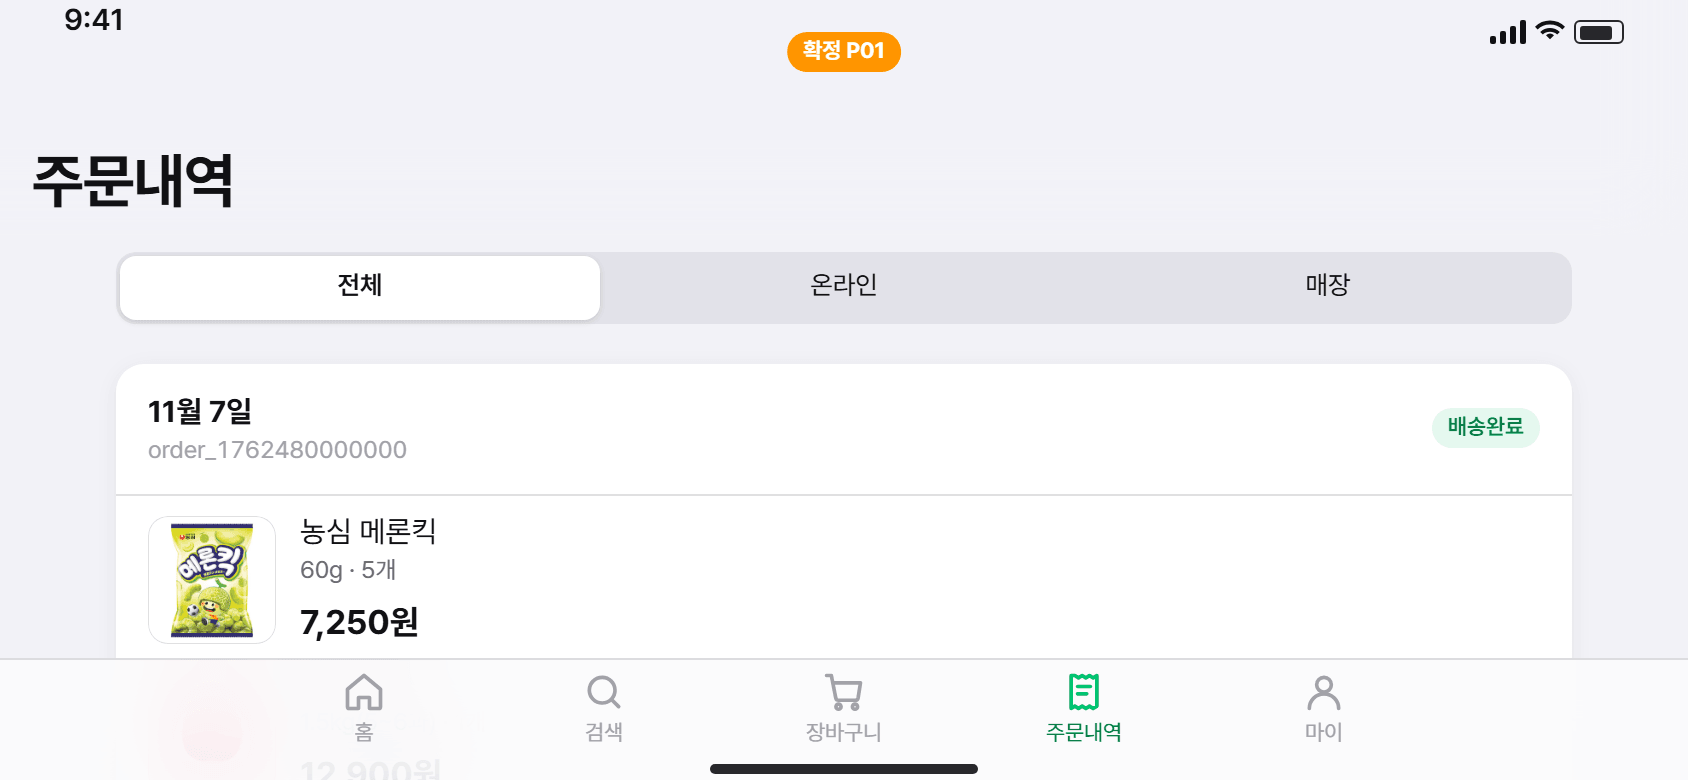 9:41
확정 P01
주문내역
전체
온라인
매장
11월 7일
order_1762480000000
배송완료
메론킥
농심 메론킥
60g · 5개
7,250원
12,900원
홈
검색
장바구니
주문내역
마이